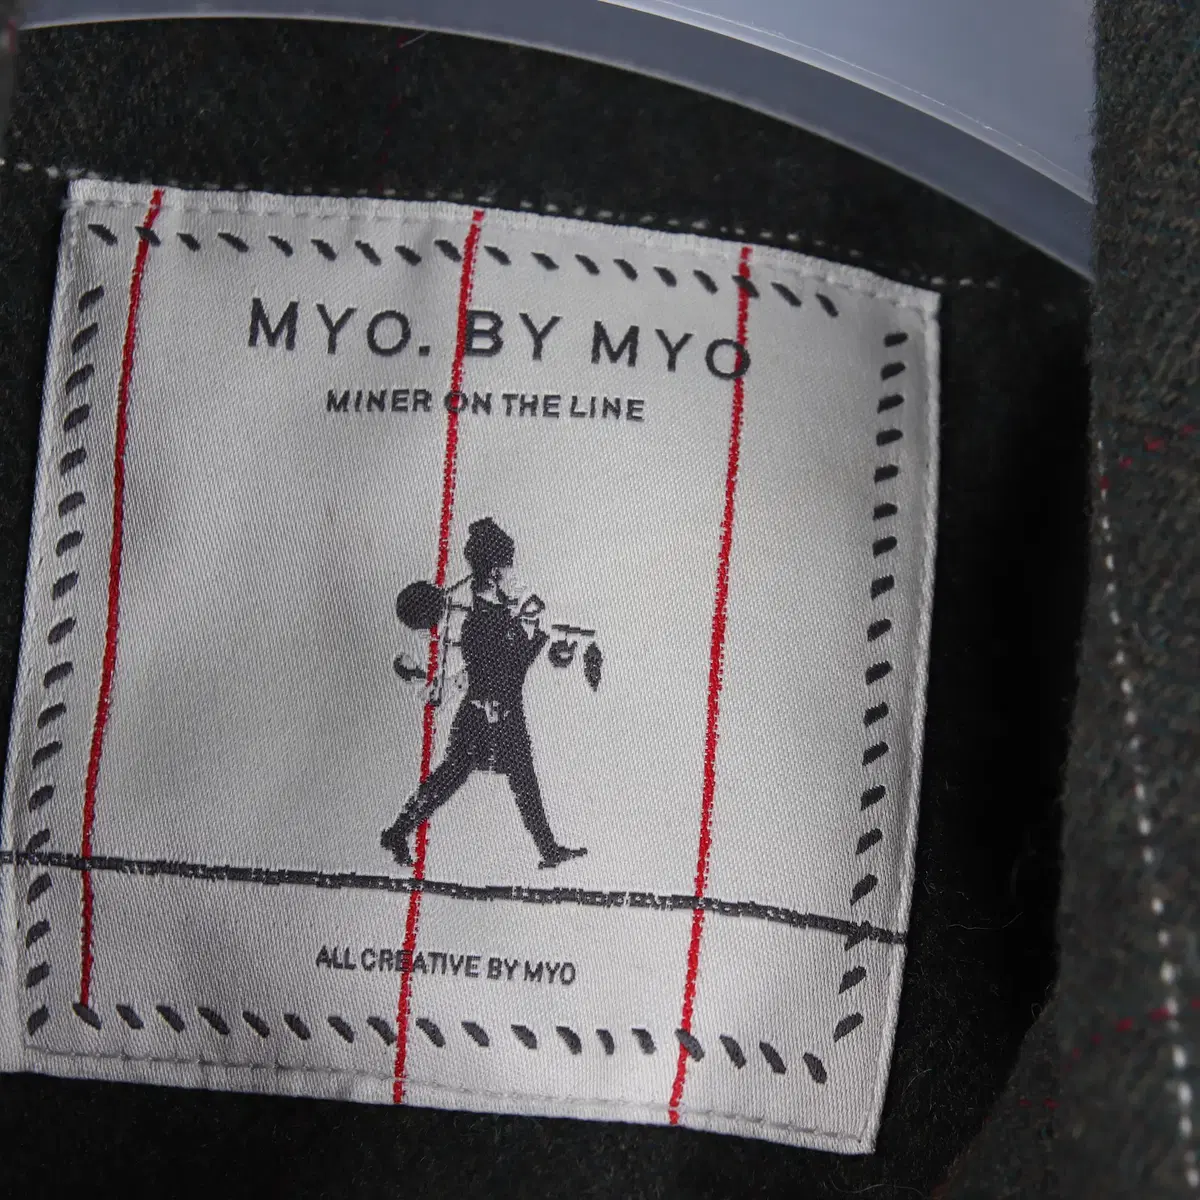 MYO. BY MYO
MINER ON THE LINE
ALL CREATIVE BY MYO